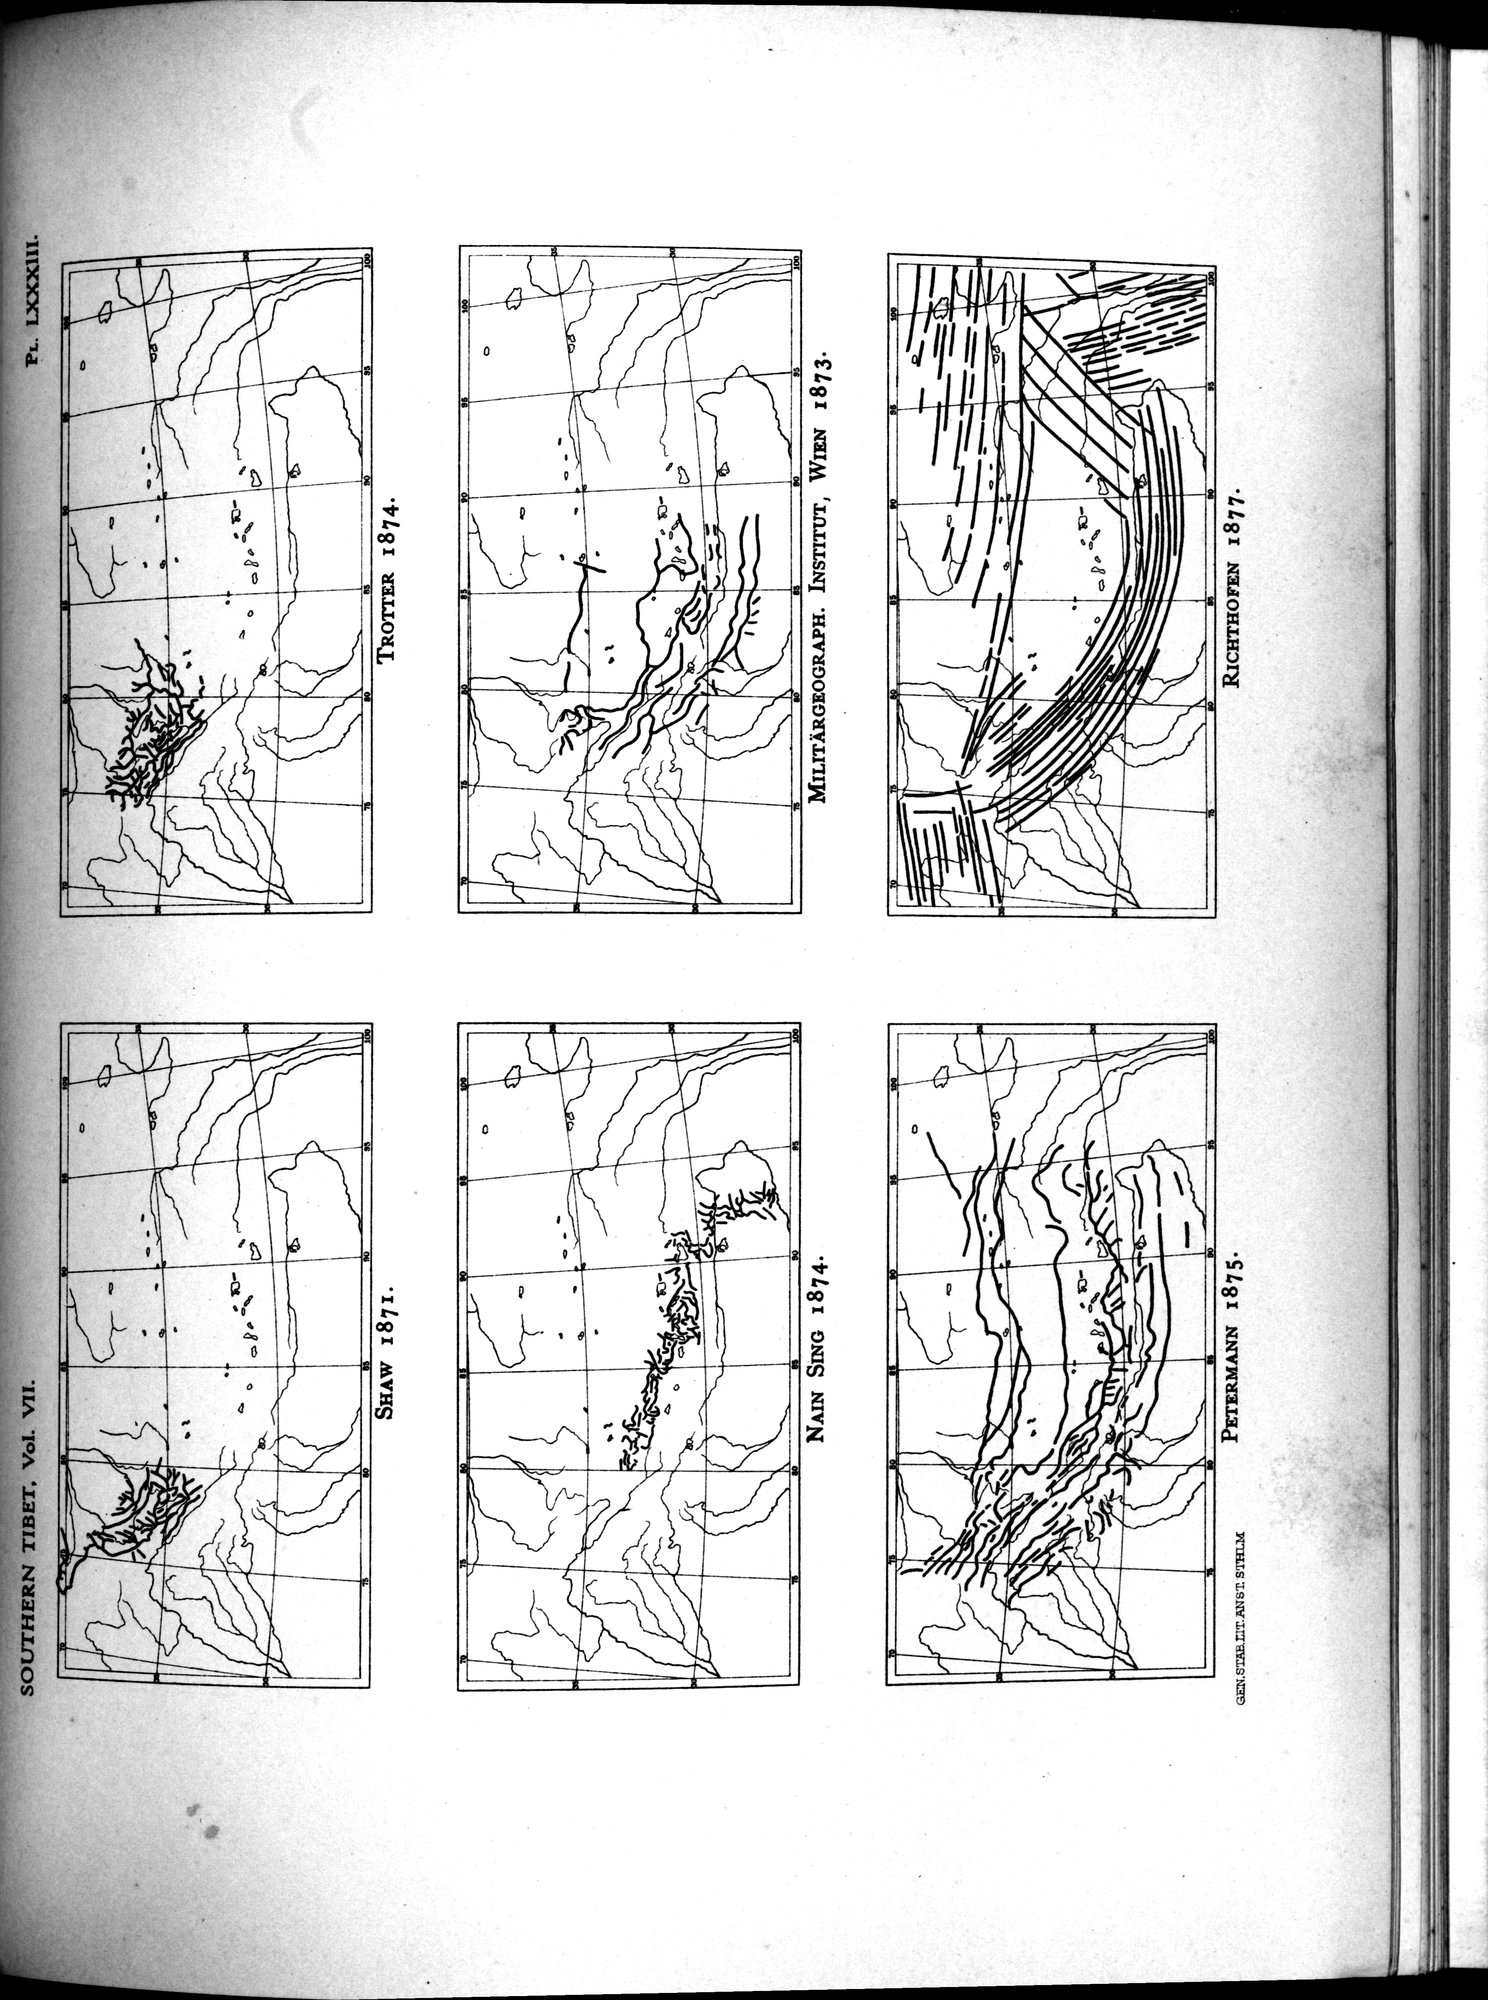 SOUTHERN TIBET, Vol. VII.
PL. LXXXIII.
SHAW 1871.
TROTTER 1874.
NAIN SING 1874.
MILITÄRGEOGRAPH. INSTITUT, WIEN 1873.
PETERMANN 1875.
RICHTHOFEN 1877.
GEN. STAB. LIT. ANST. STHLM